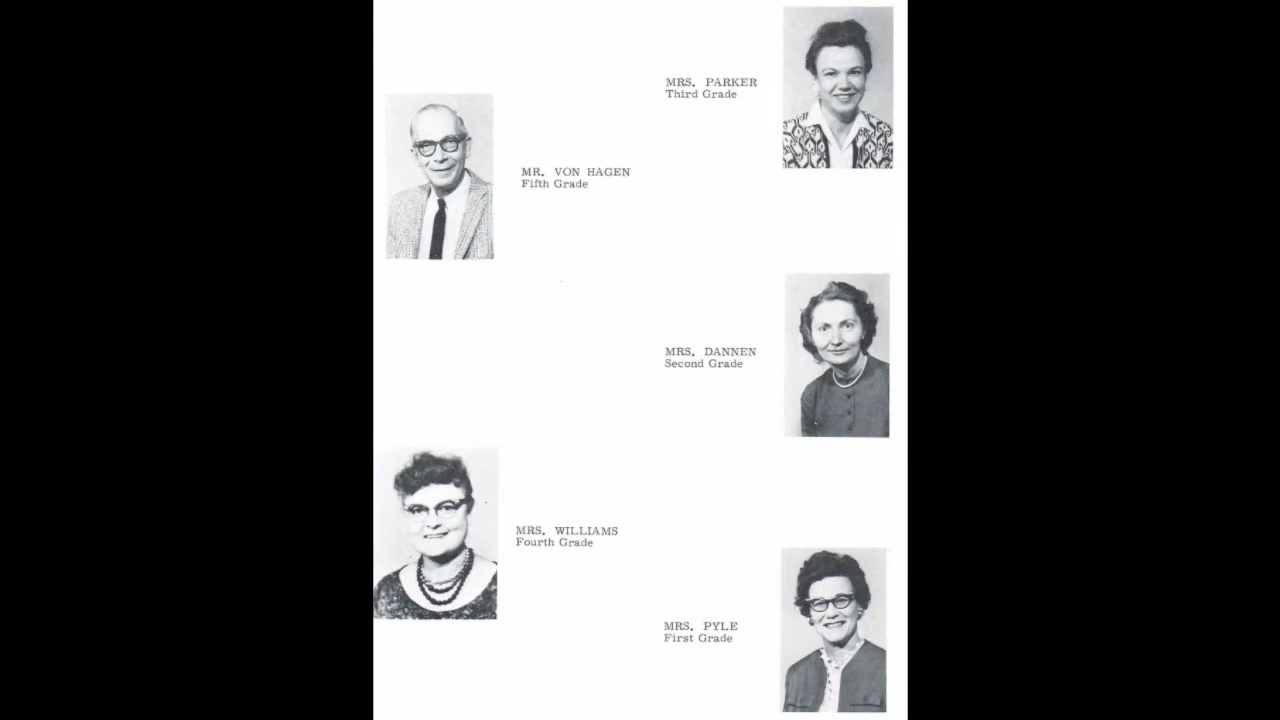 MRS. PARKER
Third Grade
MR. VON HAGEN
Fifth Grade
MRS. DANNEN
Second Grade
MRS. WILLIAMS
Fourth Grade
MRS. PYLE
First Grade